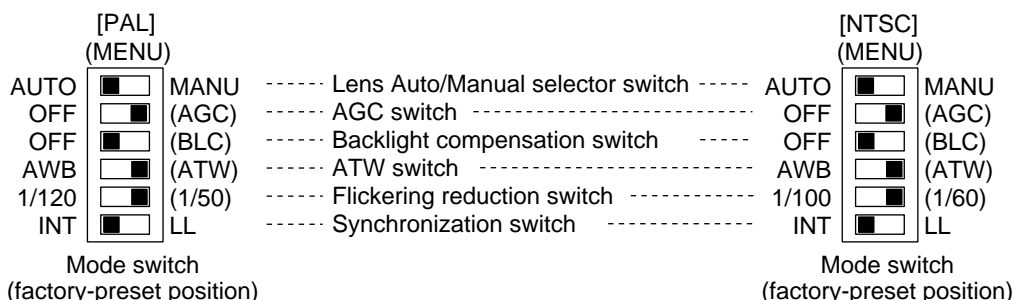 [PAL] [NTSC]
(MENU) (MENU)
AUTO MANU Lens Auto/Manual selector switch AUTO MANU
OFF (AGC) AGC switch OFF (AGC)
OFF (BLC) Backlight compensation switch OFF (BLC)
AWB (ATW) ATW switch AWB (ATW)
1/120 (1/50) Flickering reduction switch 1/100 (1/60)
INT LL Synchronization switch INT LL
Mode switch Mode switch
(factory-preset position) (factory-preset position)